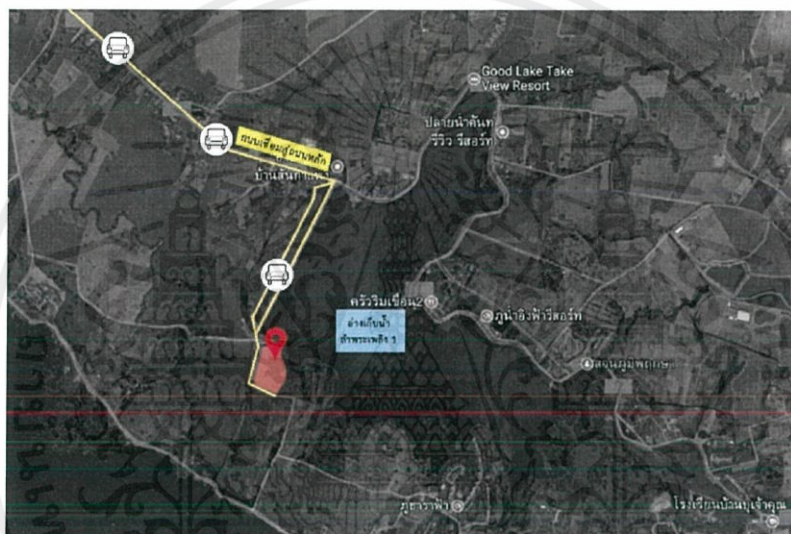 Good Lake Take
View Resort
ปลายน้ำคันท
รีวิว รีสอร์ท
ถนนเชื่อมสู่ถนนหลัก
บ้านสันกำแพง
ครัวริมเขื่อน2
อ่างเก็บน้ำ
ลำพระเพลิง 1
ภูน้ำอิงฟ้ารีสอร์ท
สวนภูมิพฤกษ์
ภูธาราฟ้า
โรงเรียนบ้านบุเจ้าคุณ